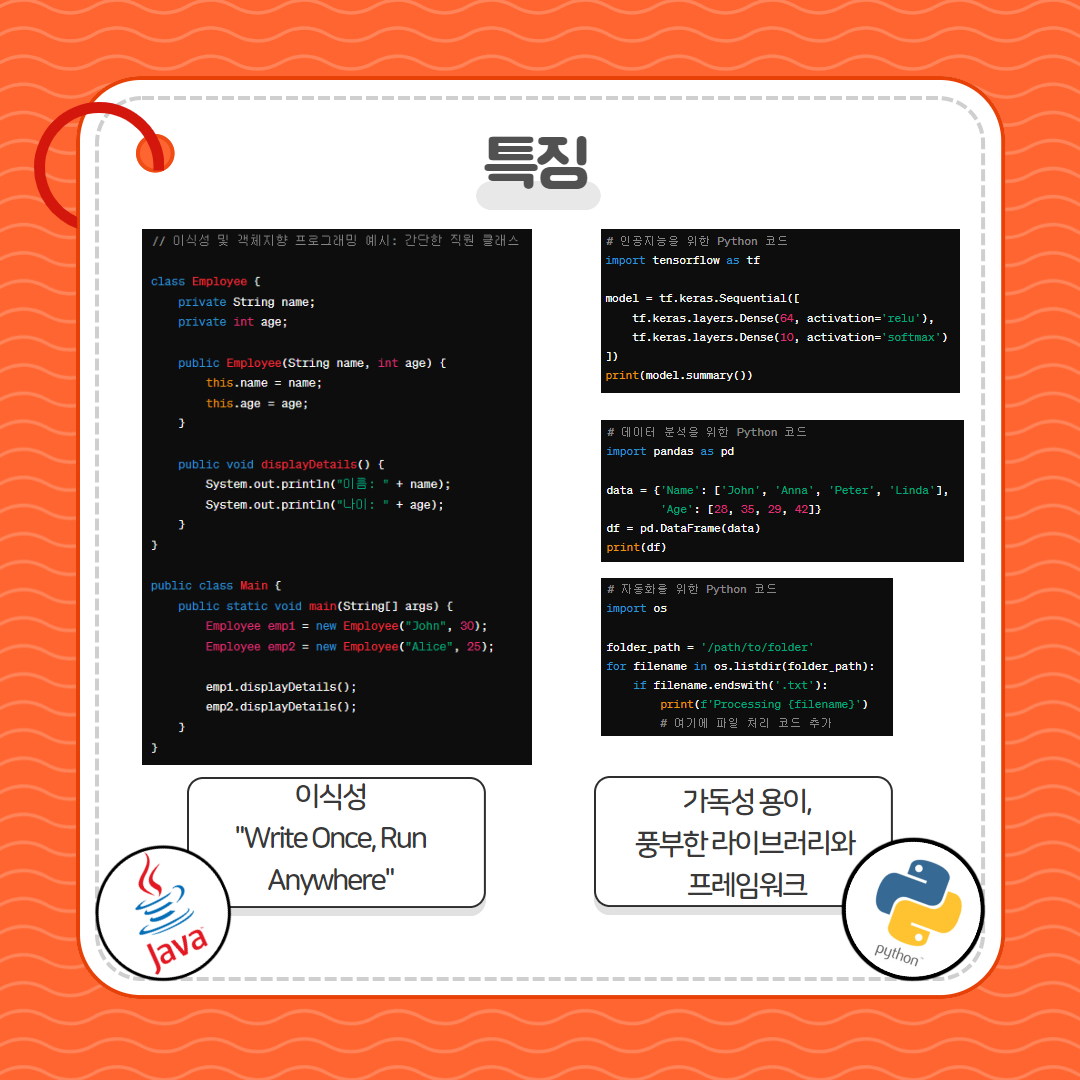 특징
// 이식성 및 객체지향 프로그래밍 예시: 간단한 직원 클래스
class Employee {
    private String name;
    private int age;
    public Employee(String name, int age) {
        this.name = name;
        this.age = age;
    }
    public void displayDetails() {
        System.out.println("이름: " + name);
        System.out.println("나이: " + age);
    }
}
public class Main {
    public static void main(String[] args) {
        Employee emp1 = new Employee("John", 30);
        Employee emp2 = new Employee("Alice", 25);
        emp1.displayDetails();
        emp2.displayDetails();
    }
}
이식성
"Write Once, Run
Anywhere"
Java™
# 인공지능을 위한 Python 코드
import tensorflow as tf
model = tf.keras.Sequential([
    tf.keras.layers.Dense(64, activation='relu'),
    tf.keras.layers.Dense(10, activation='softmax')
])
print(model.summary())
# 데이터 분석을 위한 Python 코드
import pandas as pd
data = {'Name': ['John', 'Anna', 'Peter', 'Linda'],
        'Age': [28, 35, 29, 42]}
df = pd.DataFrame(data)
print(df)
# 자동화를 위한 Python 코드
import os
folder_path = '/path/to/folder'
for filename in os.listdir(folder_path):
    if filename.endswith('.txt'):
        print(f'Processing {filename}')
        # 여기에 파일 처리 코드 추가
가독성 용이,
풍부한 라이브러리와
프레임워크
python™